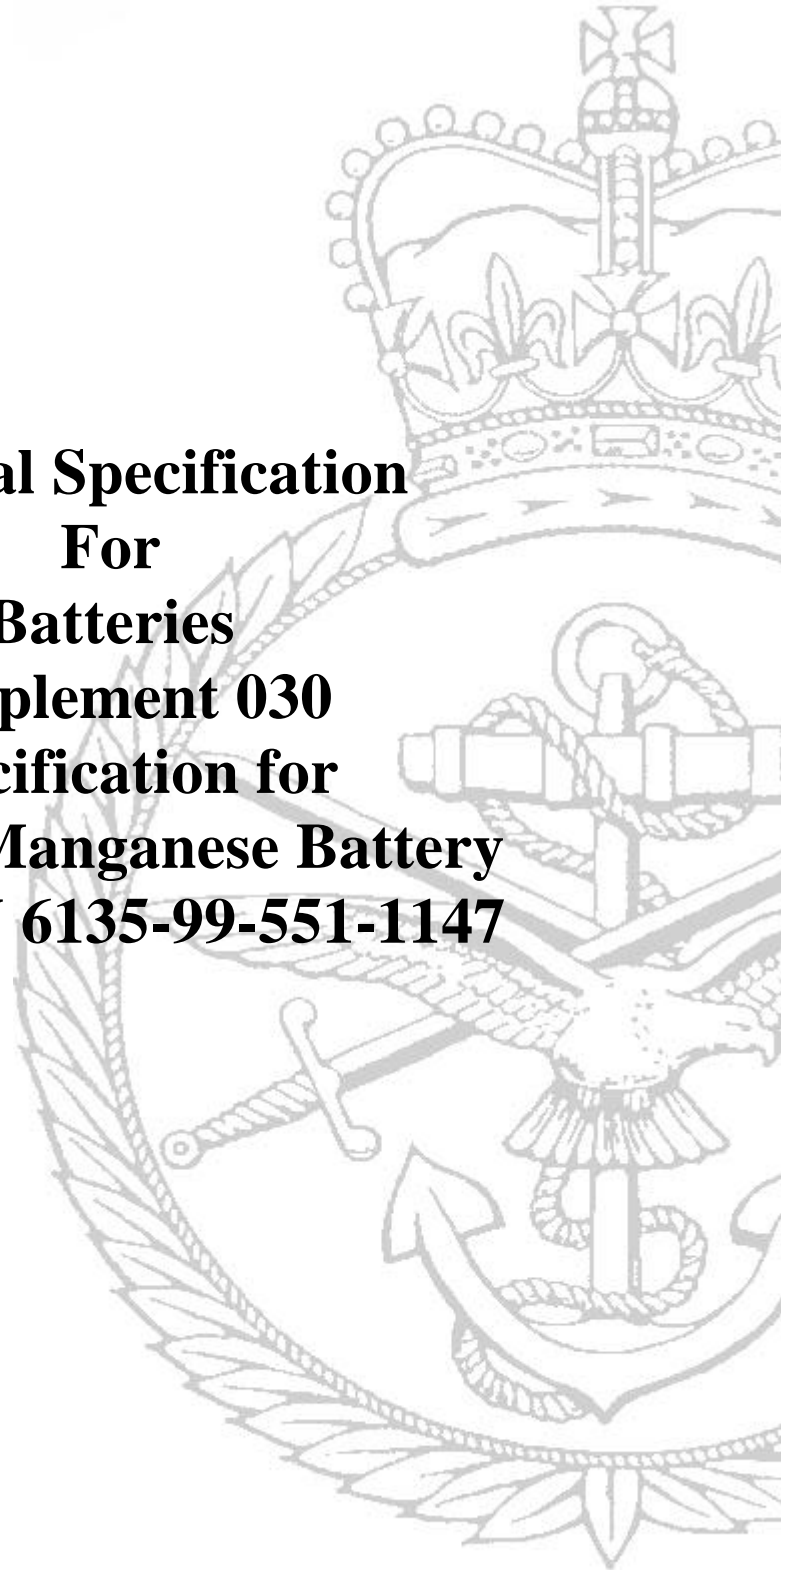 al Specification
For
Batteries
plement 030
cification for
Manganese Battery
6135-99-551-1147